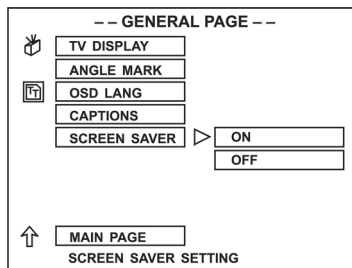 -- GENERAL PAGE --
TV DISPLAY
ANGLE MARK
OSD LANG
CAPTIONS
SCREEN SAVER ON
OFF
MAIN PAGE
SCREEN SAVER SETTING